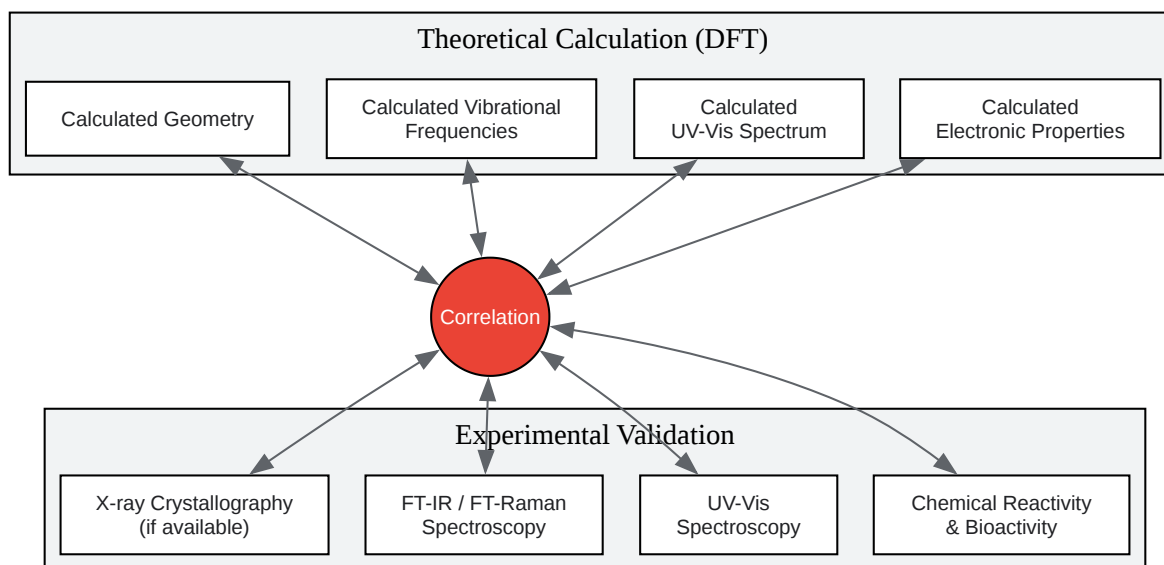 Theoretical Calculation (DFT)
Calculated Geometry
Calculated Vibrational
Frequencies
Calculated
UV-Vis Spectrum
Calculated
Electronic Properties
Correlation
Experimental Validation
X-ray Crystallography
(if available)
FT-IR / FT-Raman
Spectroscopy
UV-Vis
Spectroscopy
Chemical Reactivity
& Bioactivity